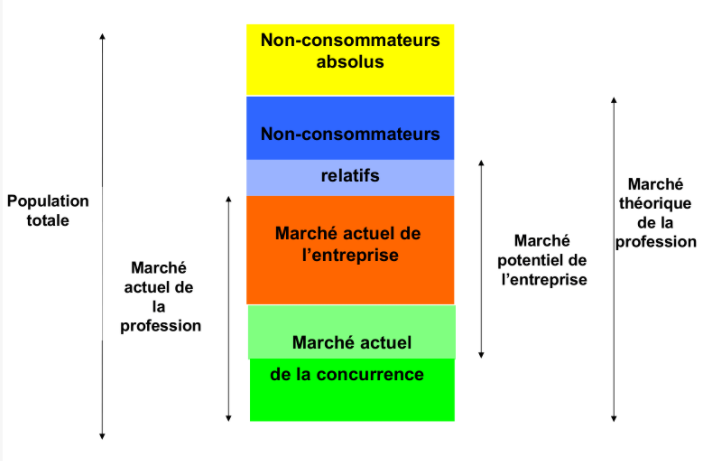 Non-consommateurs
absolus
Non-consommateurs
relatifs
Marché actuel de
l’entreprise
Marché actuel
de la concurrence
Population
totale
Marché
actuel de
la
profession
Marché
potentiel de
l’entreprise
Marché
théorique
de la
profession